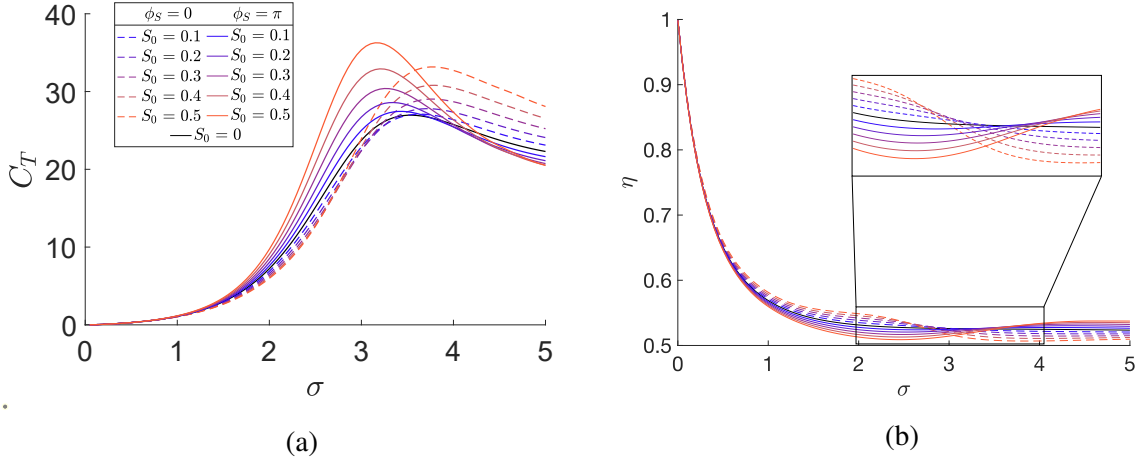 ϕ_S = 0 ϕ_S = π
S_0 = 0.1 S_0 = 0.1
S_0 = 0.2 S_0 = 0.2
S_0 = 0.3 S_0 = 0.3
S_0 = 0.4 S_0 = 0.4
S_0 = 0.5 S_0 = 0.5
S_0 = 0
C_T
40
30
20
10
0
0 1 2 3 4 5
σ
(a)
η
1
0.9
0.8
0.7
0.6
0.5
η
0 1 2 3 4 5
σ
(b)